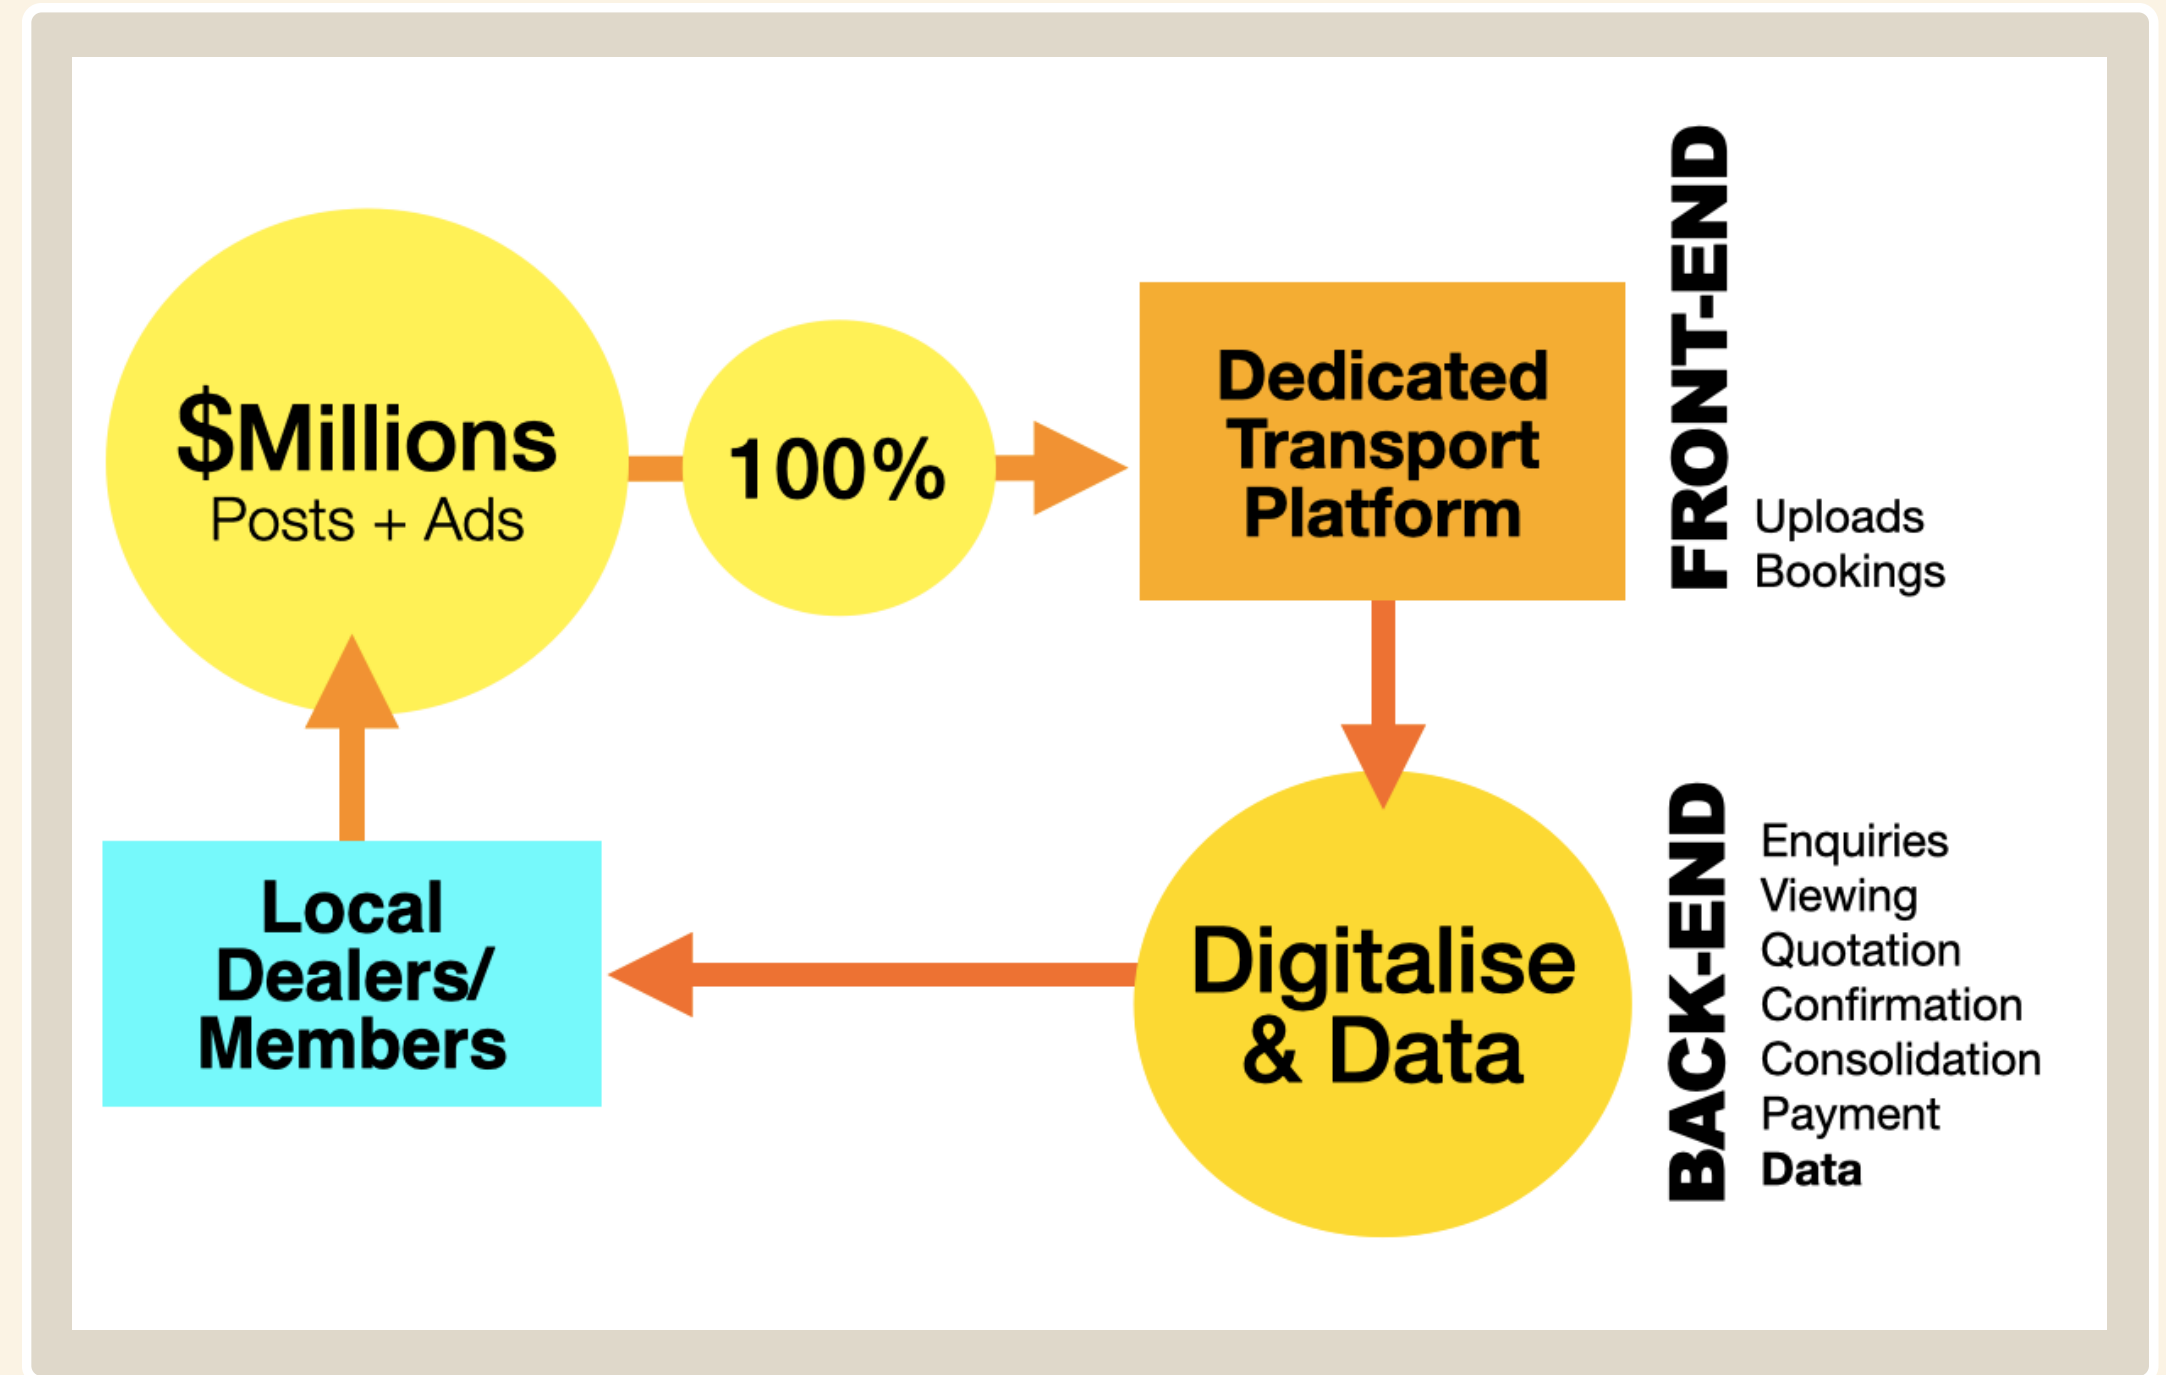 $Millions
Posts + Ads
100%
Dedicated
Transport
Platform
FRONT-END
Uploads
Bookings
Local
Dealers/
Members
Digitalise
& Data
BACK-END
Enquiries
Viewing
Quotation
Confirmation
Consolidation
Payment
Data